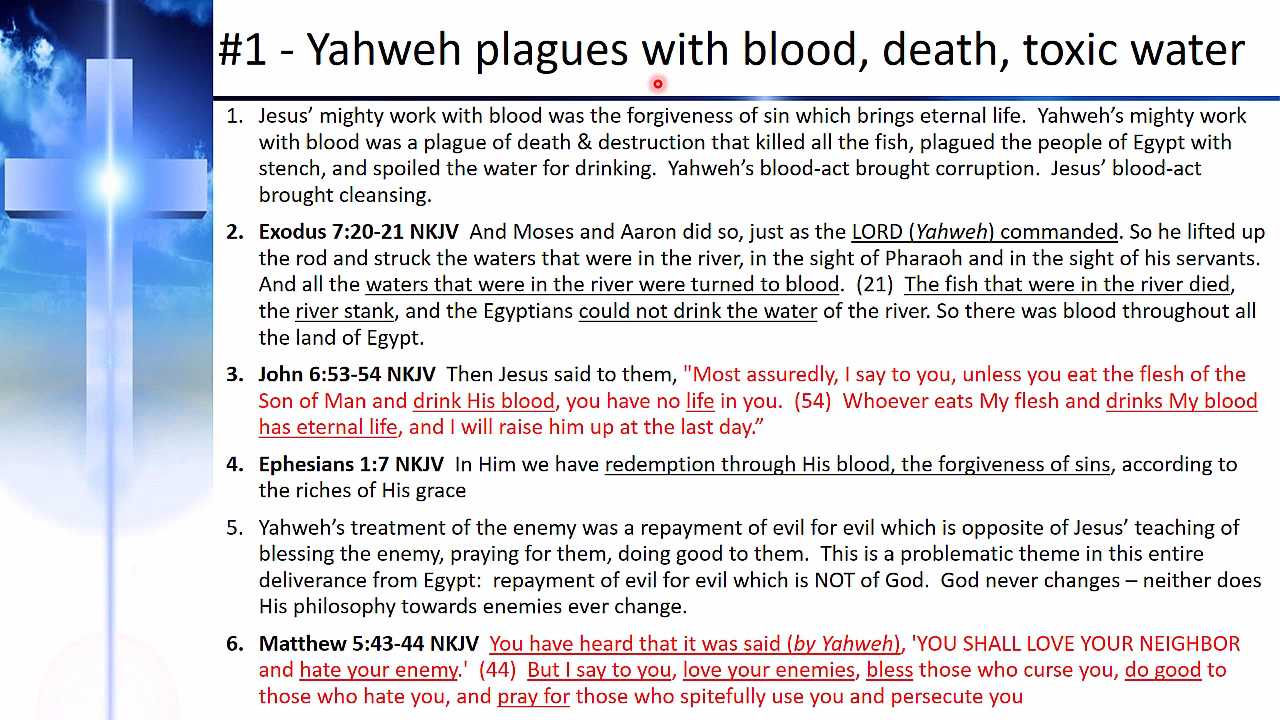 #1 - Yahweh plagues with blood, death, toxic water
1. Jesus’ mighty work with blood was the forgiveness of sin which brings eternal life.  Yahweh’s mighty work
with blood was a plague of death & destruction that killed all the fish, plagued the people of Egypt with
stench, and spoiled the water for drinking.  Yahweh’s blood-act brought corruption.  Jesus’ blood-act
brought cleansing.
2. Exodus 7:20-21 NKJV  And Moses and Aaron did so, just as the LORD (Yahweh) commanded. So he lifted up
the rod and struck the waters that were in the river, in the sight of Pharaoh and in the sight of his servants.
And all the waters that were in the river were turned to blood.  (21)  The fish that were in the river died,
the river stank, and the Egyptians could not drink the water of the river. So there was blood throughout all
the land of Egypt.
3. John 6:53-54 NKJV  Then Jesus said to them, "Most assuredly, I say to you, unless you eat the flesh of the
Son of Man and drink His blood, you have no life in you.  (54)  Whoever eats My flesh and drinks My blood
has eternal life, and I will raise him up at the last day.”
4. Ephesians 1:7 NKJV  In Him we have redemption through His blood, the forgiveness of sins, according to
the riches of His grace
5. Yahweh’s treatment of the enemy was a repayment of evil for evil which is opposite of Jesus’ teaching of
blessing the enemy, praying for them, doing good to them.  This is a problematic theme in this entire
deliverance from Egypt:  repayment of evil for evil which is NOT of God.  God never changes – neither does
His philosophy towards enemies ever change.
6. Matthew 5:43-44 NKJV  You have heard that it was said (by Yahweh), 'YOU SHALL LOVE YOUR NEIGHBOR
and hate your enemy.'  (44)  But I say to you, love your enemies, bless those who curse you, do good to
those who hate you, and pray for those who spitefully use you and persecute you